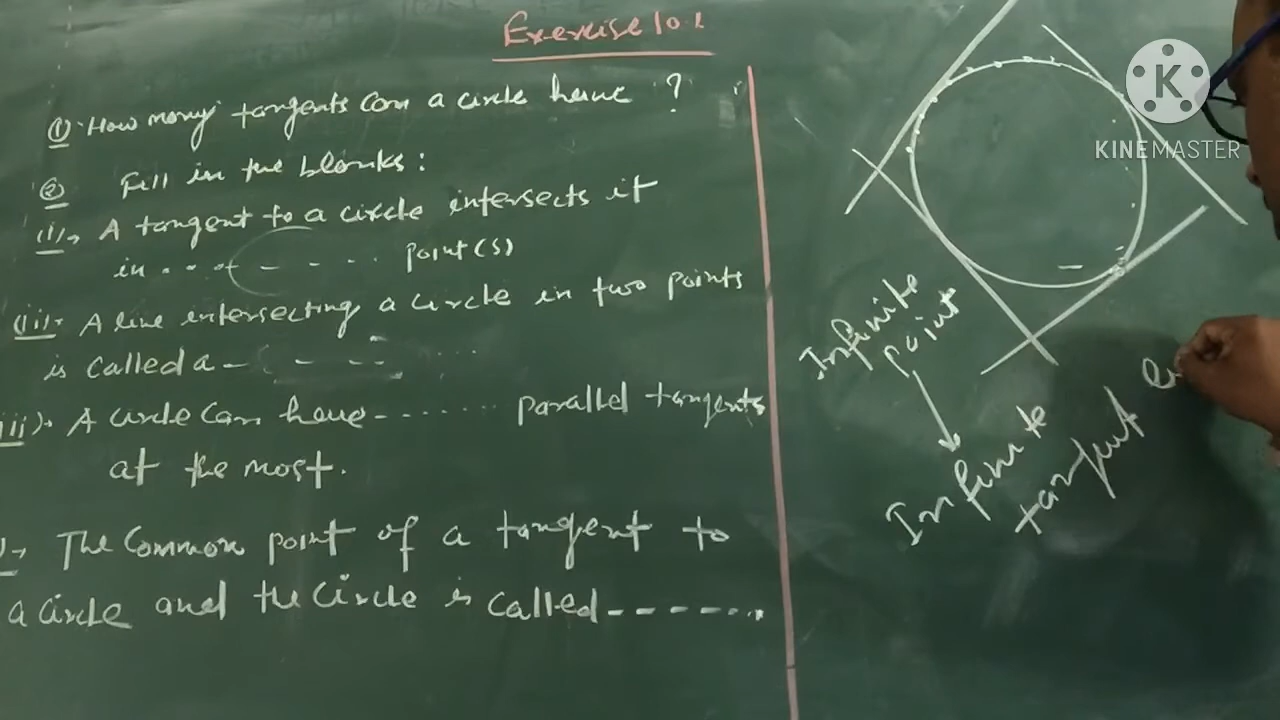 Exercise 10.1
① How many tangents can a circle have ?
② Fill in the blanks :
(i). A tangent to a circle intersects it
in . . . . - - - . . point(s)
(ii). A line intersecting a circle in two points
is called a - - - - - ...
(iii). A circle can have - - - ...... parallel tangents
at the most.
The common point of a tangent to
a circle and the circle is called - - - - - - - . .
Infinite
point
Infinite
tangent
K
KINEMASTER